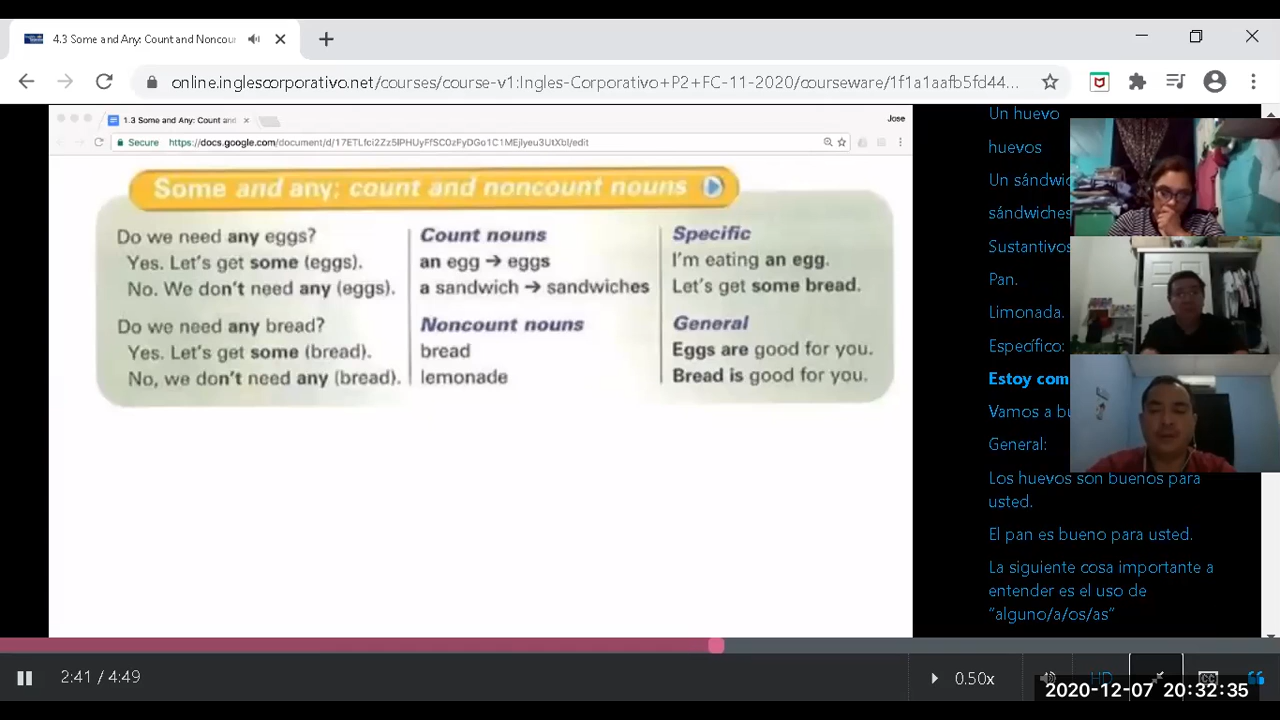 4.3 Some and Any: Count and Noncour
online.inglescorporativo.net/courses/course-v1:Ingles-Corporativo+P2+FC-11-2020/courseware/1f1a1aafb5fd44...
1.3 Some and Any: Count and
Jose
Secure
https://docs.google.com/document/d/17ETLfci2Zz5IPHUyFfSC0zFyDGo1C1MEjlyeu3UtXbI/edit
Some and any; count and noncount nouns
Do we need any eggs?
Yes. Let's get some (eggs).
No. We don't need any (eggs).
Do we need any bread?
Yes. Let's get some (bread).
No, we don't need any (bread).
Count nouns
an egg → eggs
a sandwich → sandwiches
Noncount nouns
bread
lemonade
Specific
I'm eating an egg.
Let's get some bread.
General
Eggs are good for you.
Bread is good for you.
Un huevo
huevos
Un
sándwiches
Sustantivos
Pan.
Limonada.
Específico:
Estoy
Vamos a
General:
Los huevos son buenos para
usted.
El pan es bueno para usted.
La siguiente cosa importante a
entender es el uso de
"alguno/a/os/as"
2:41 / 4:49
0.50x
HD
CC
2020-12-07 20:32:35